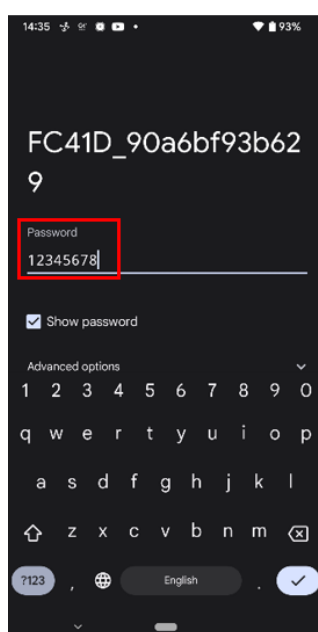 14:35 93%
FC41D_90a6bf93b62
9
Password
12345678
Show password
Advanced options
1 2 3 4 5 6 7 8 9 0
q w e r t y u i o p
a s d f g h j k l
z x c v b n m
?123 , English .